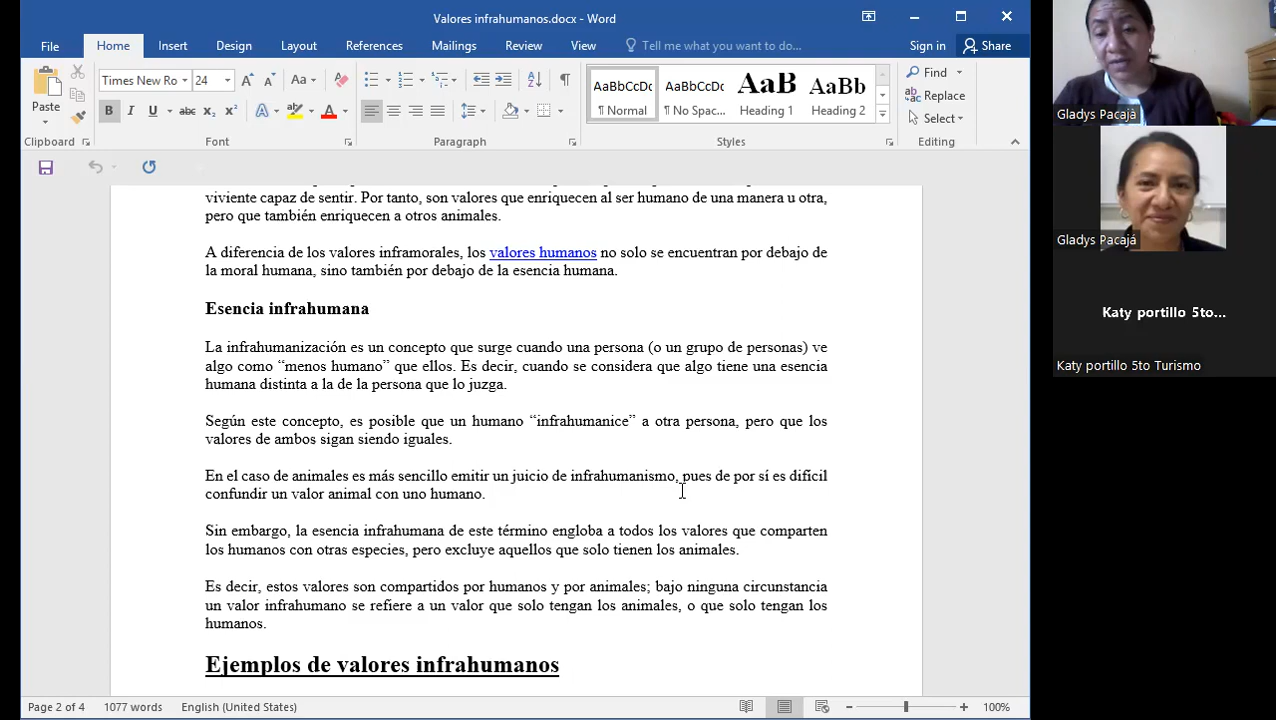 Valores infrahumanos.docx - Word
File Home Insert Design Layout References Mailings Review View Tell me what you want to do... Sign in Share
Times New Ro 24 Aa
Paste
B I U abc X₂ X² A A
AaBbCcDc AaBbCcDc AaB AaBb
¶ Normal ¶ No Spac... Heading 1 Heading 2
Find
Replace
Select
Clipboard Font Paragraph Styles Editing
viviente capaz de sentir. Por tanto, son valores que enriquecen al ser humano de una manera u otra,
pero que también enriquecen a otros animales.
A diferencia de los valores inframorales, los valores humanos no solo se encuentran por debajo de
la moral humana, sino también por debajo de la esencia humana.
Esencia infrahumana
La infrahumanización es un concepto que surge cuando una persona (o un grupo de personas) ve
algo como “menos humano” que ellos. Es decir, cuando se considera que algo tiene una esencia
humana distinta a la de la persona que lo juzga.
Según este concepto, es posible que un humano “infrahumanice” a otra persona, pero que los
valores de ambos sigan siendo iguales.
En el caso de animales es más sencillo emitir un juicio de infrahumanismo, pues de por sí es difícil
confundir un valor animal con uno humano.
Sin embargo, la esencia infrahumana de este término engloba a todos los valores que comparten
los humanos con otras especies, pero excluye aquellos que solo tienen los animales.
Es decir, estos valores son compartidos por humanos y por animales; bajo ninguna circunstancia
un valor infrahumano se refiere a un valor que solo tengan los animales, o que solo tengan los
humanos.
Ejemplos de valores infrahumanos
Page 2 of 4 1077 words English (United States) 100%
Gladys Pacajá
Gladys Pacajá
Katy portillo 5to...
Katy portillo 5to Turismo